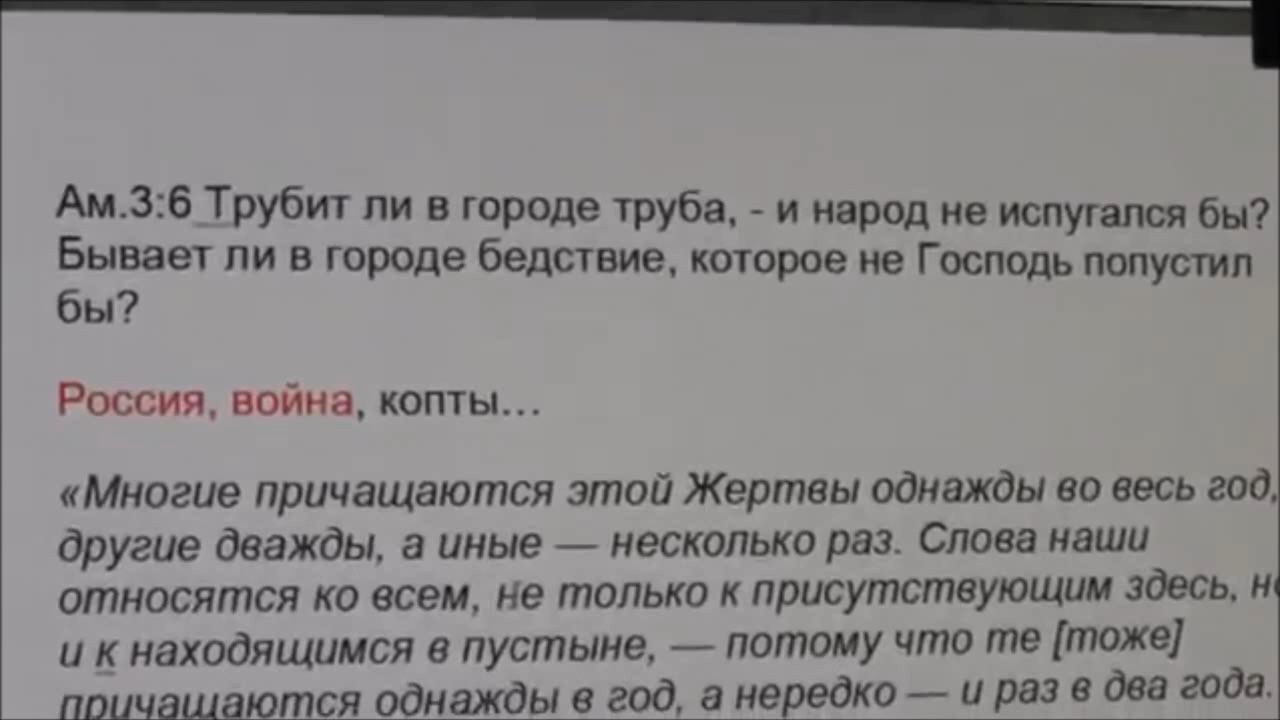 Ам.3:6 Трубит ли в городе труба, - и народ не испугался бы?
Бывает ли в городе бедствие, которое не Господь попустил
бы?
Россия, война, копты...
«Многие причащаются этой Жертвы однажды во весь год,
другие дважды, а иные — несколько раз. Слова наши
относятся ко всем, не только к присутствующим здесь, но
и к находящимся в пустыне, — потому что те [тоже]
причащаются однажды в год, а нередко — и раз в два года.